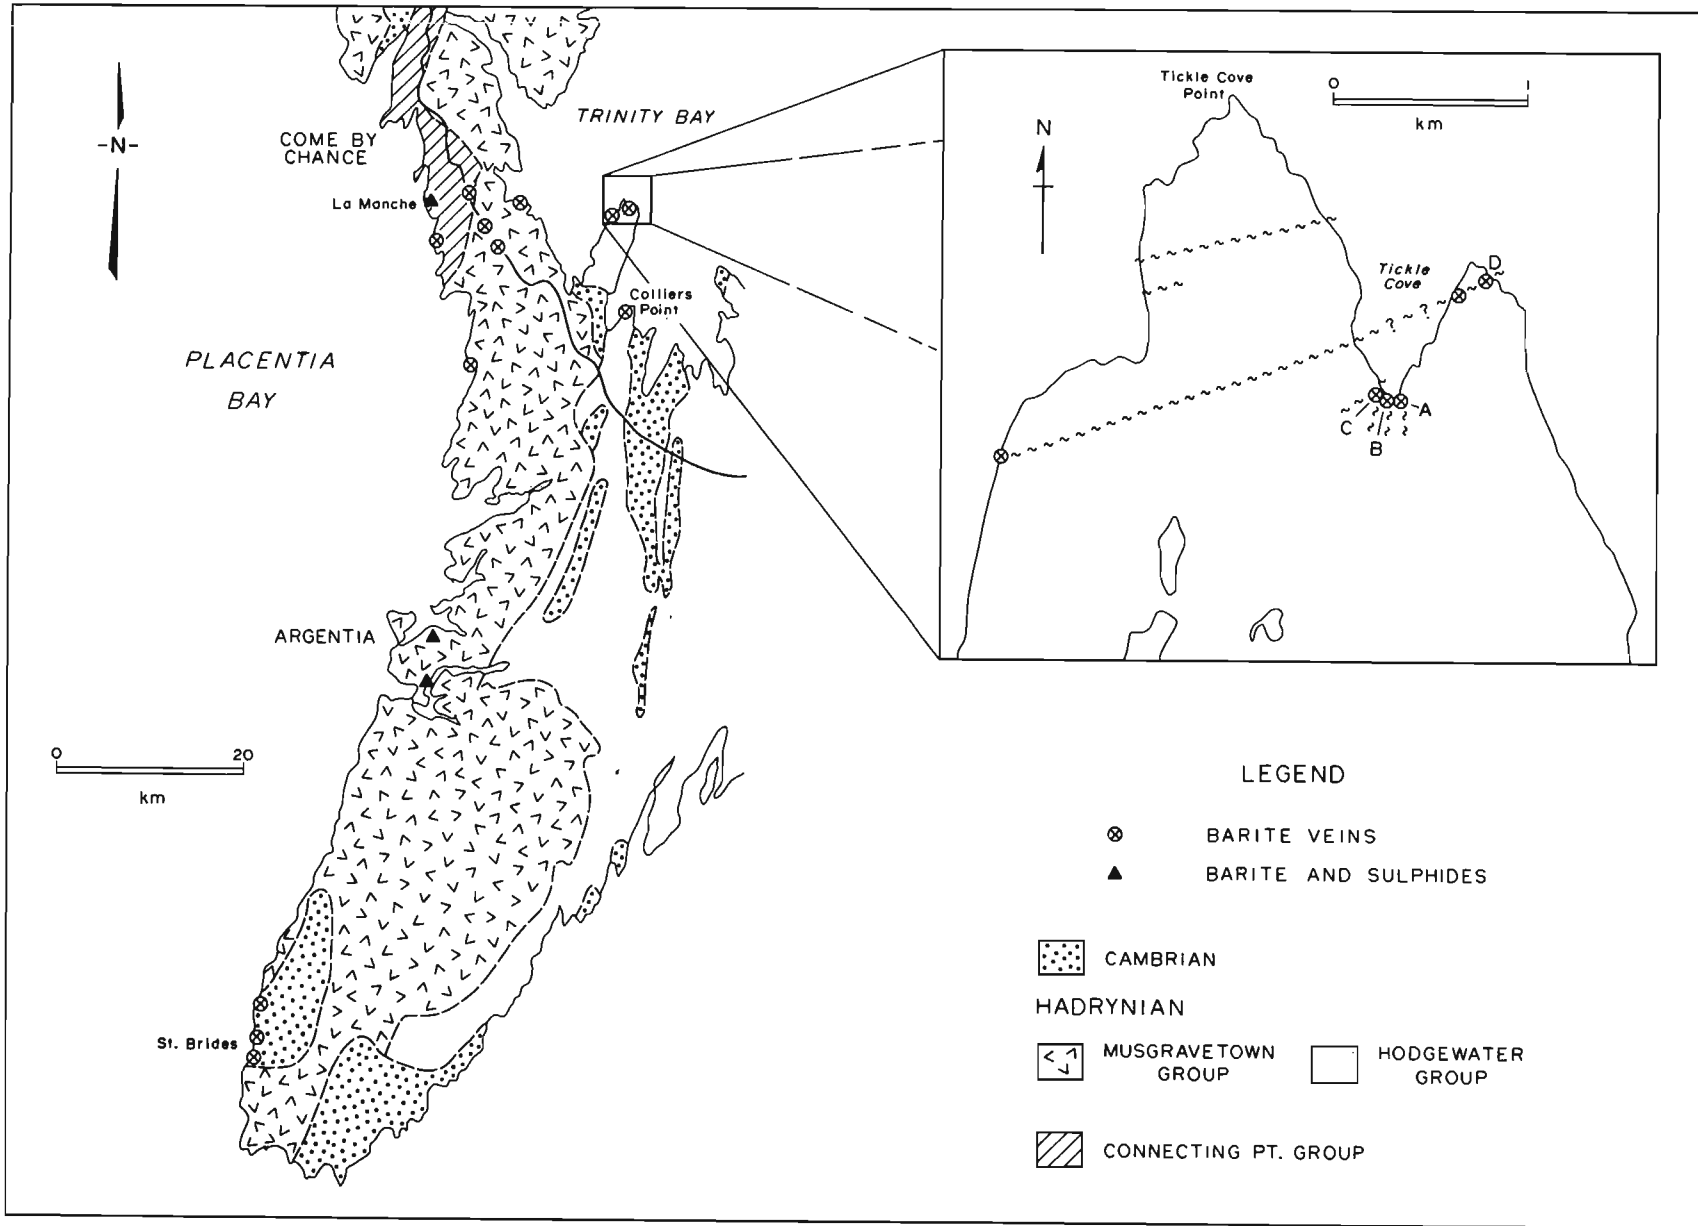 -N-
TRINITY BAY
COME BY
CHANCE
La Manche
Colliers
Point
PLACENTIA
BAY
ARGENTIA
0 20
km
St. Brides
Tickle Cove
Point
0 1
km
N
Tickle
Cove
D
? ?
A
C
B
LEGEND
BARITE VEINS
BARITE AND SULPHIDES
CAMBRIAN
HADRYNIAN
MUSGRAVETOWN
GROUP
HODGEWATER
GROUP
CONNECTING PT. GROUP